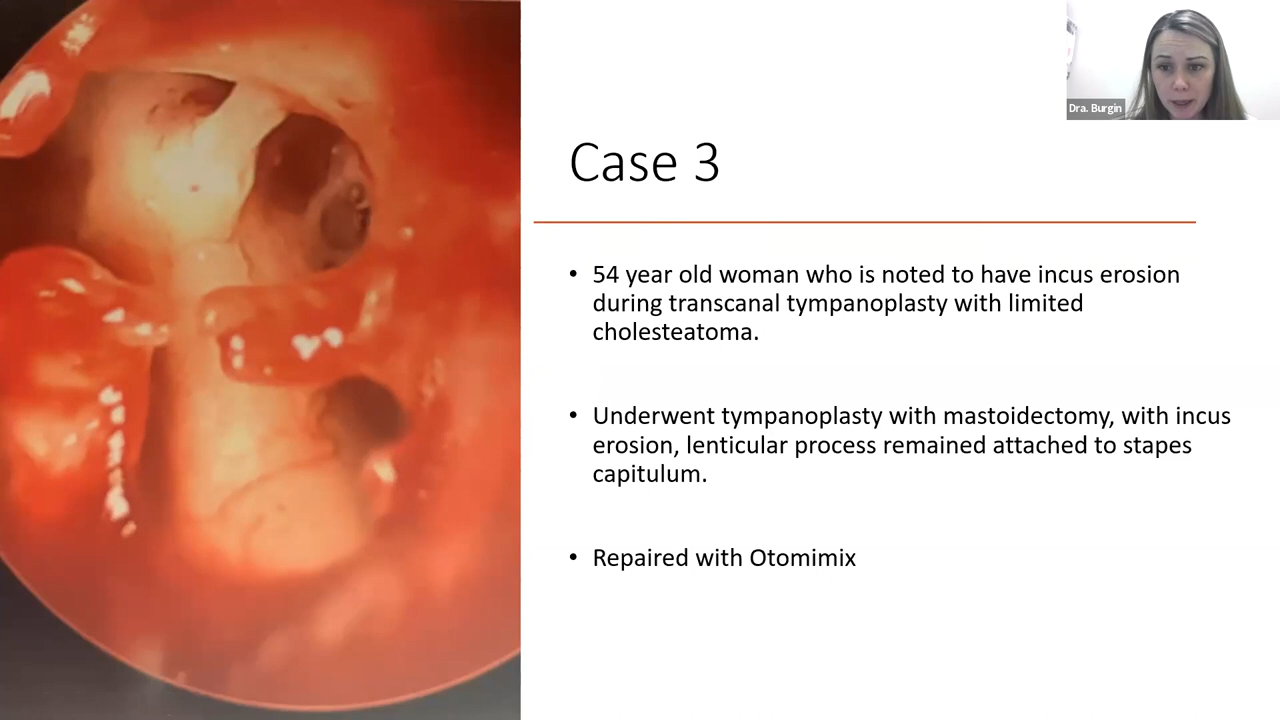 Dra. Burgin
Case 3
• 54 year old woman who is noted to have incus erosion
during transcanal tympanoplasty with limited
cholesteatoma.
• Underwent tympanoplasty with mastoidectomy, with incus
erosion, lenticular process remained attached to stapes
capitulum.
• Repaired with Otomimix